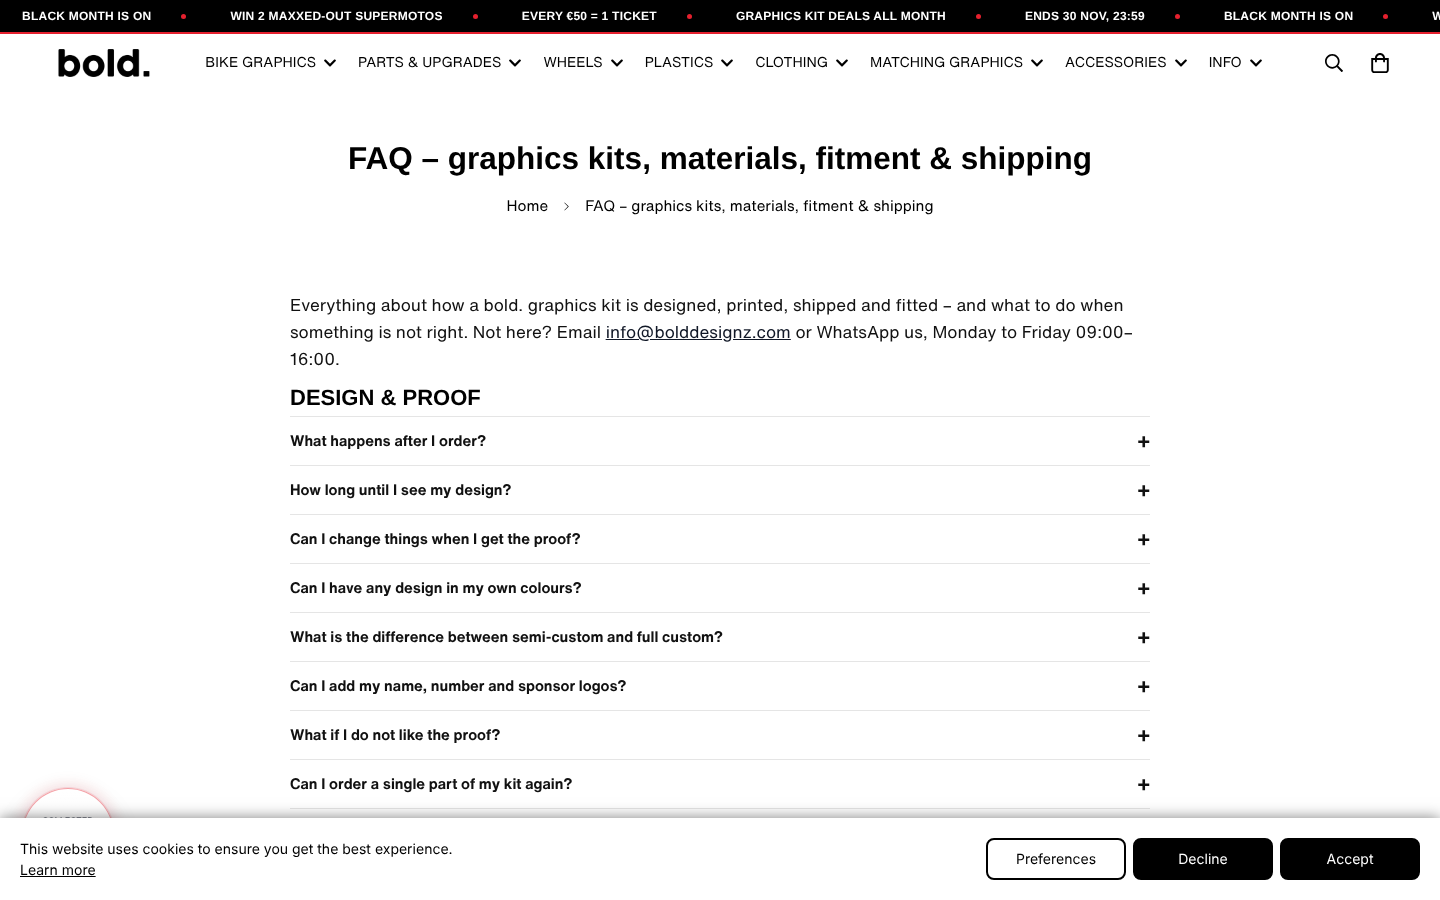 BLACK MONTH IS ON • WIN 2 MAXXED-OUT SUPERMOTOS • EVERY €50 = 1 TICKET • GRAPHICS KIT DEALS ALL MONTH • ENDS 30 NOV, 23:59 • BLACK MONTH IS ON •
bold. BIKE GRAPHICS PARTS & UPGRADES WHEELS PLASTICS CLOTHING MATCHING GRAPHICS ACCESSORIES INFO
FAQ – graphics kits, materials, fitment & shipping
Home > FAQ – graphics kits, materials, fitment & shipping
Everything about how a bold. graphics kit is designed, printed, shipped and fitted – and what to do when
something is not right. Not here? Email info@bolddesignz.com or WhatsApp us, Monday to Friday 09:00–
16:00.
DESIGN & PROOF
What happens after I order? +
How long until I see my design? +
Can I change things when I get the proof? +
Can I have any design in my own colours? +
What is the difference between semi-custom and full custom? +
Can I add my name, number and sponsor logos? +
What if I do not like the proof? +
Can I order a single part of my kit again? +
This website uses cookies to ensure you get the best experience.
Learn more
Preferences Decline Accept